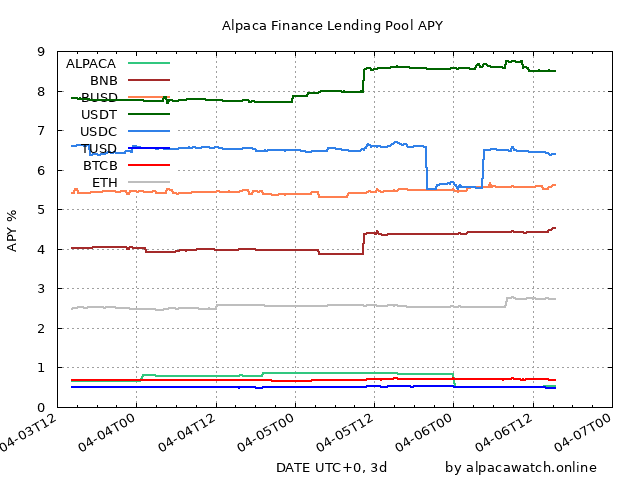 Alpaca Finance Lending Pool APY
9
8
7
6
5
4
3
2
1
0
APY %
ALPACA
BNB
BUSD
USDT
USDC
TUSD
BTCB
ETH
04-03T12
04-04T00
04-04T12
04-05T00
04-05T12
04-06T00
04-06T12
04-07T00
DATE UTC+0, 3d
by alpacawatch.online